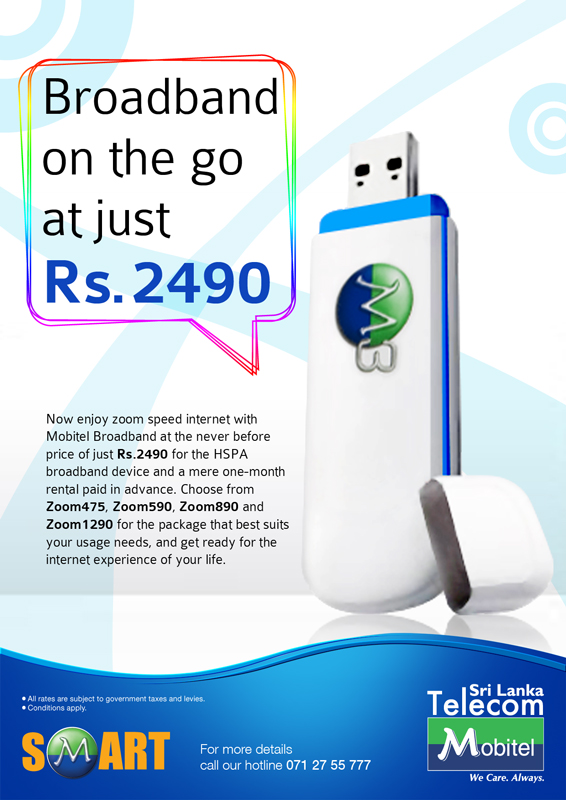 Broadband
on the go
at just
Rs. 2490
Now enjoy zoom speed internet with
Mobitel Broadband at the never before
price of just Rs.2490 for the HSPA
broadband device and a mere one-month
rental paid in advance. Choose from
Zoom475, Zoom590, Zoom890 and
Zoom1290 for the package that best suits
your usage needs, and get ready for the
internet experience of your life.
• All rates are subject to government taxes and levies.
• Conditions apply.
SMART
For more details
call our hotline 071 27 55 777
Sri Lanka
Telecom
Mobitel
We Care. Always.